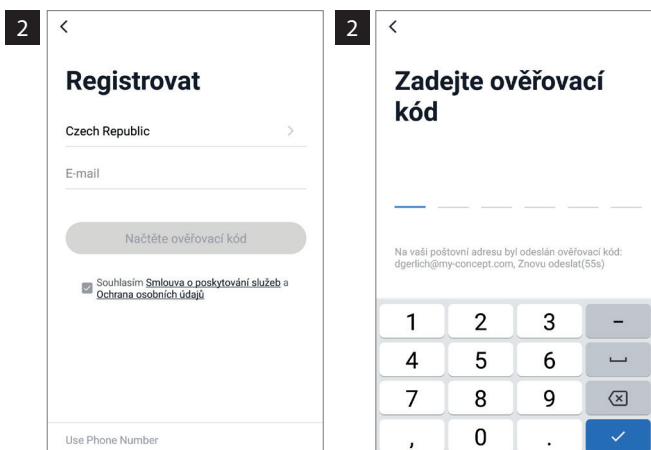 2
Registrovat
Czech Republic
E-mail
Načtěte ověřovací kód
Souhlasím Smlouva o poskytování služeb a
Ochrana osobních údajů
Use Phone Number
2
Zadejte ověřovací
kód
Na vaši poštovní adresu byl odeslán ověřovací kód:
dgerlich@my-concept.com, Znovu odeslat(55s)
1 2 3 -
4 5 6
7 8 9
, 0 .